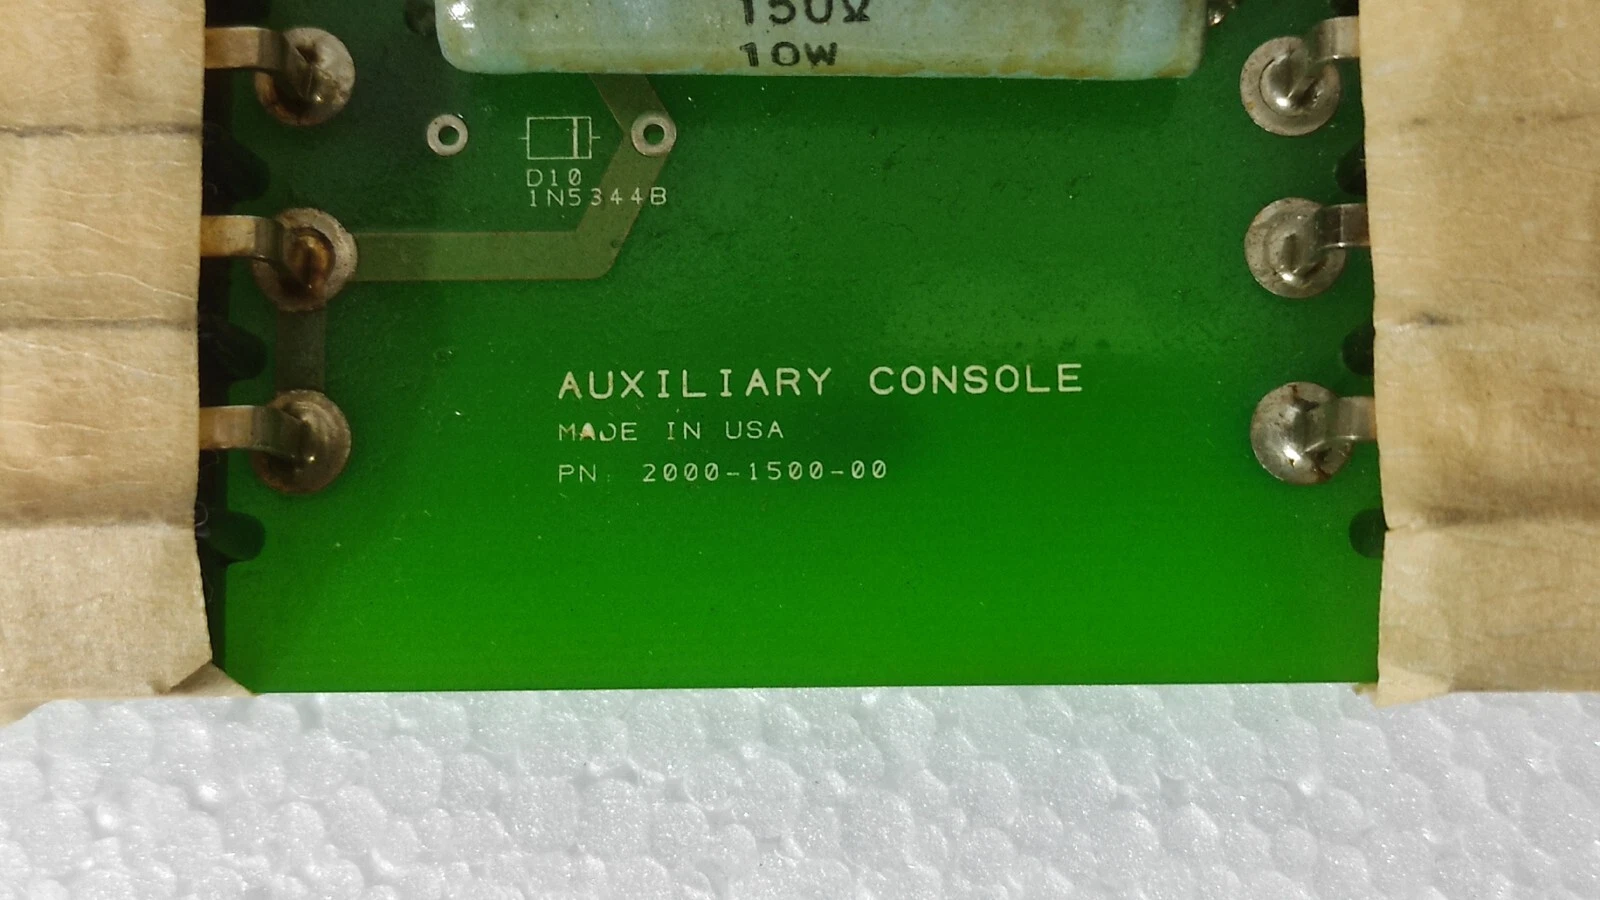 150Ω
10W
D10
1N5344B
AUXILIARY CONSOLE
MADE IN USA
PN: 2000-1500-00